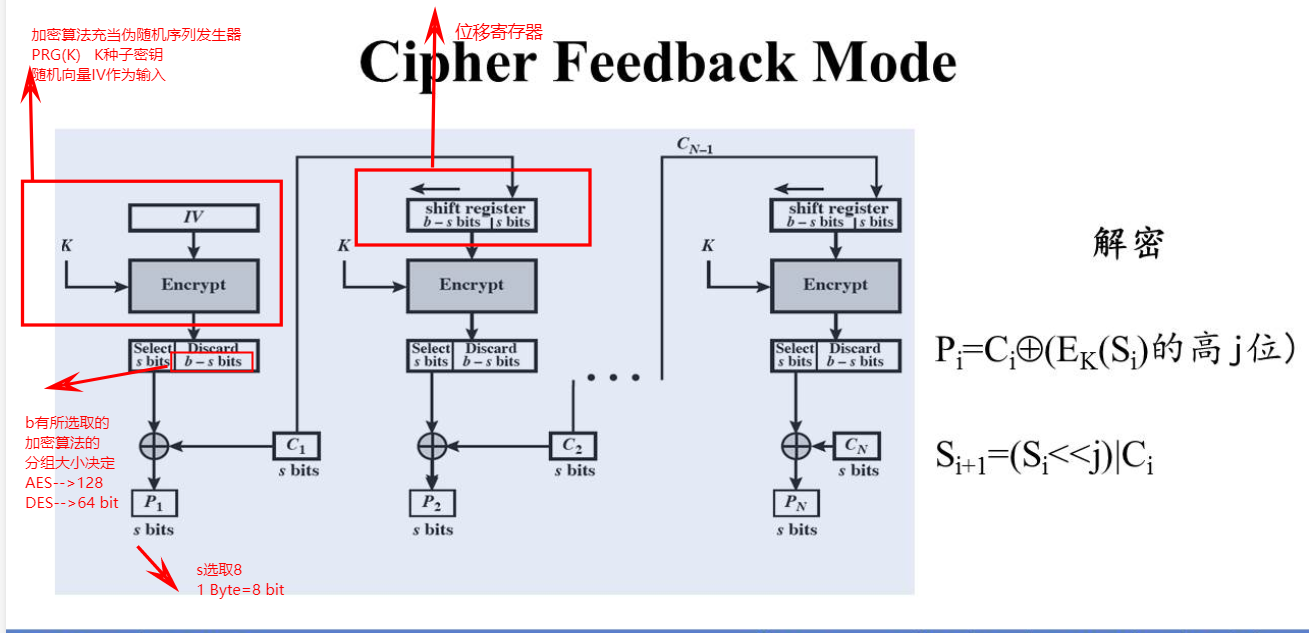 加密算法充当伪随机序列发生器
PRG(K) K种子密钥
随机向量IV作为输入
位移寄存器
Cipher Feedback Mode
C_{N-1}
IV
K
Encrypt
Select
s bits
Discard
b – s bits
C_1
s bits
P_1
s bits
shift register
b – s bits | s bits
K
Encrypt
Select
s bits
Discard
b – s bits
C_2
s bits
P_2
s bits
• • •
shift register
b – s bits | s bits
K
Encrypt
Select
s bits
Discard
b – s bits
C_N
s bits
P_N
s bits
b有所选取的
加密算法的
分组大小决定
AES-->128
DES-->64 bit
s选取8
1 Byte=8 bit
解密
P_i=C_i⊕(E_K(S_i)的高j位)
S_{i+1}=(S_i<<j)|C_i